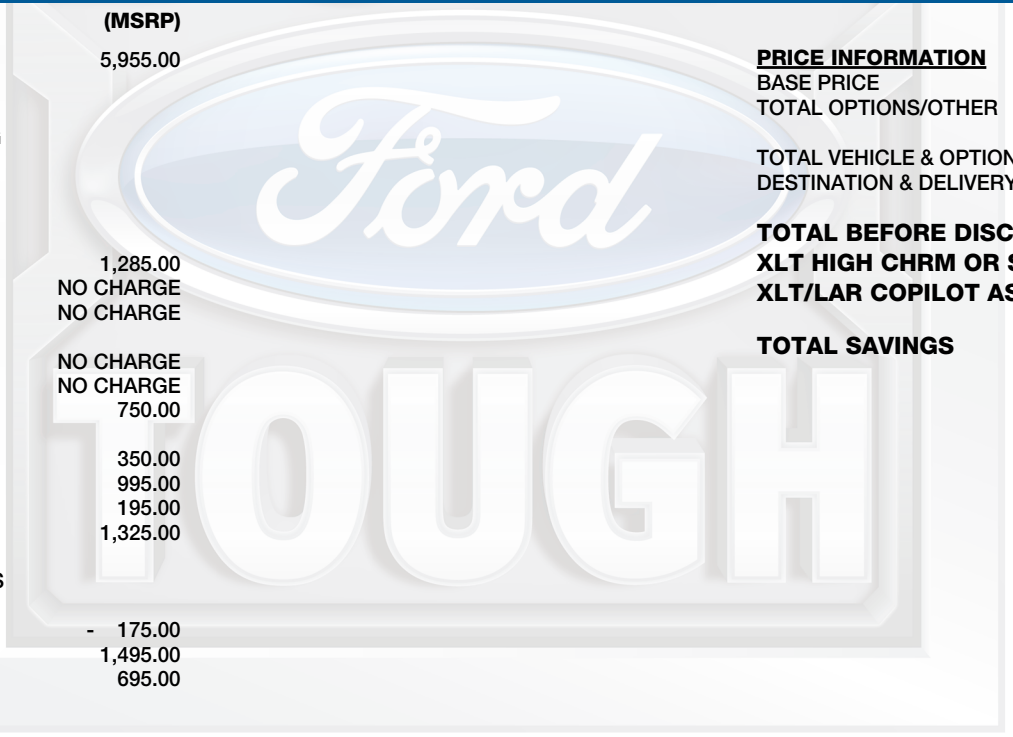 (MSRP)
5,955.00
1,285.00
NO CHARGE
NO CHARGE
NO CHARGE
NO CHARGE
750.00
350.00
995.00
195.00
1,325.00
- 175.00
1,495.00
695.00
PRICE INFORMATION
BASE PRICE
TOTAL OPTIONS/OTHER
TOTAL VEHICLE & OPTION
DESTINATION & DELIVERY
TOTAL BEFORE DISC
XLT HIGH CHRM OR S
XLT/LAR COPILOT AS
TOTAL SAVINGS
Ford
TOUGH